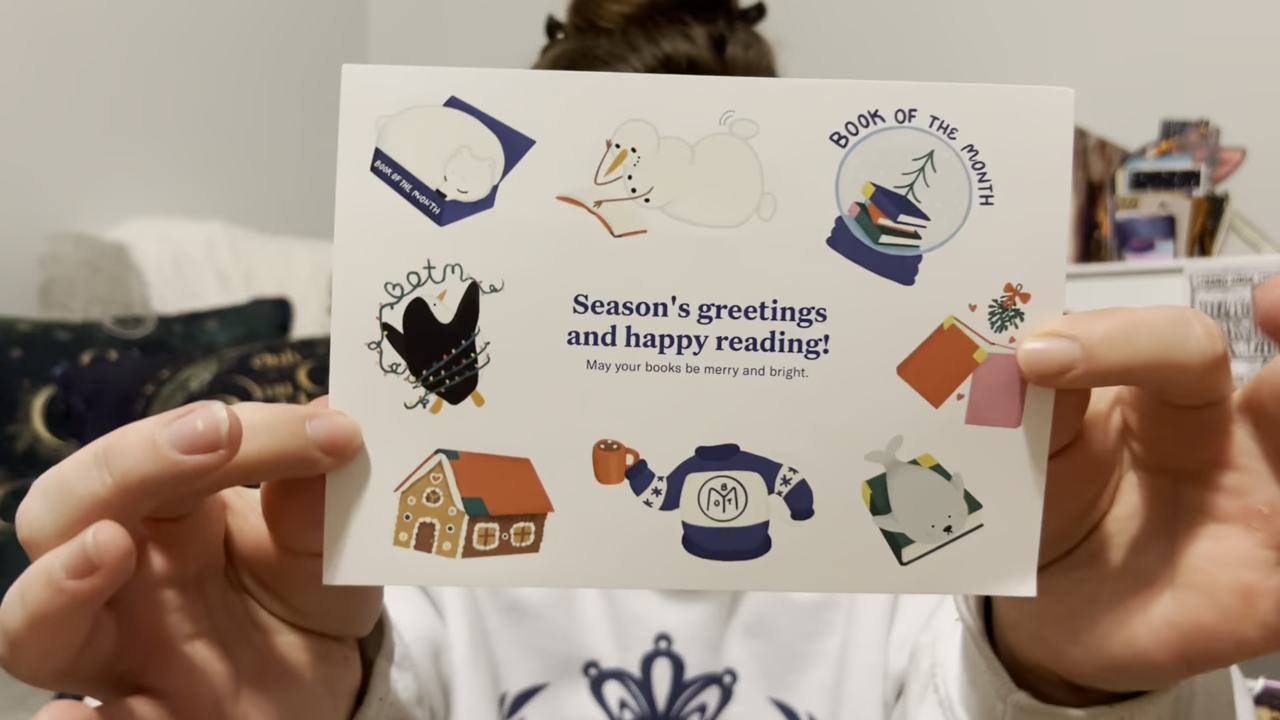 BOOK OF THE MONTH
BOOK OF THE MONTH
botm
Season's greetings
and happy reading!
May your books be merry and bright.
B
M
O T